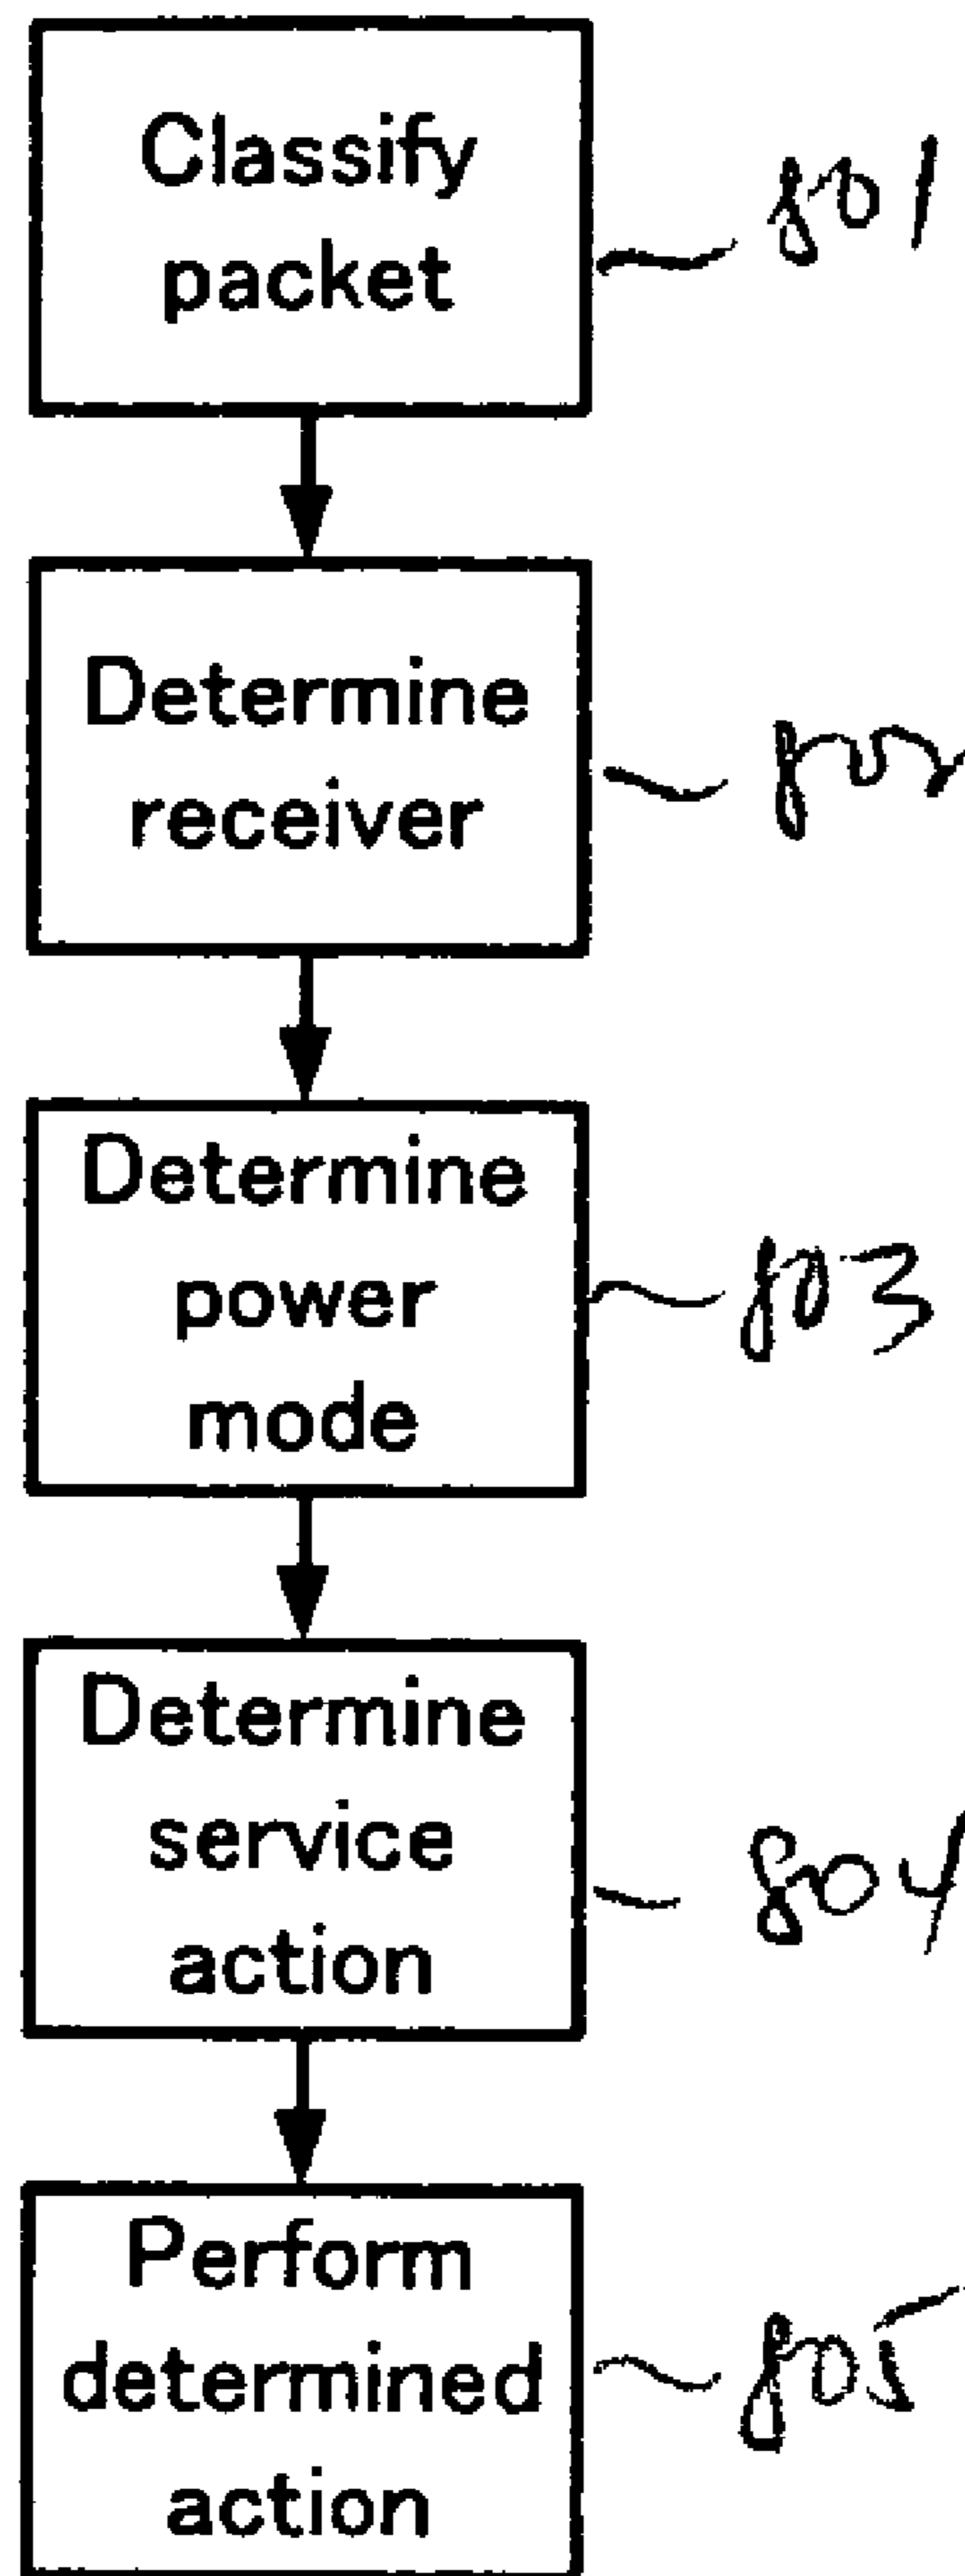 Classify
packet
801
Determine
receiver
802
Determine
power
mode
803
Determine
service
action
804
Perform
determined
action
805